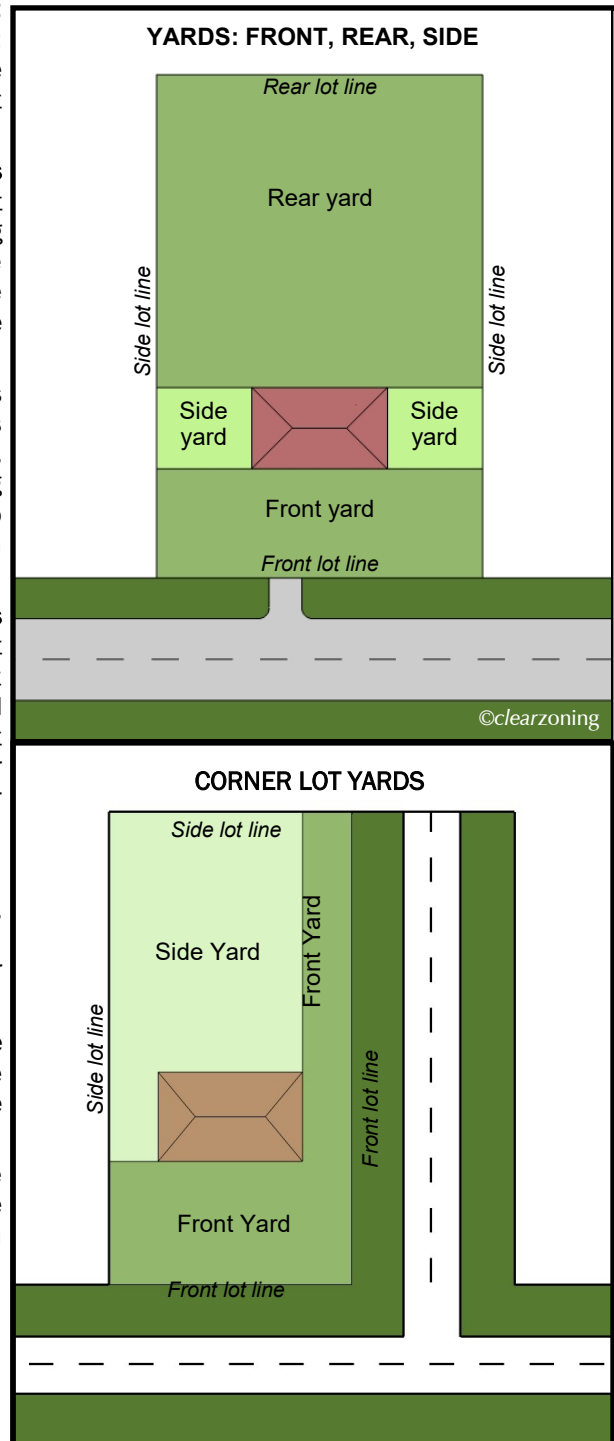 YARDS: FRONT, REAR, SIDE
Rear lot line
Rear yard
Side lot line
Side lot line
Side
yard
Side
yard
Front yard
Front lot line
©clearzoning
CORNER LOT YARDS
Side lot line
Side Yard
Front Yard
Side lot line
Front lot line
Front Yard
Front lot line